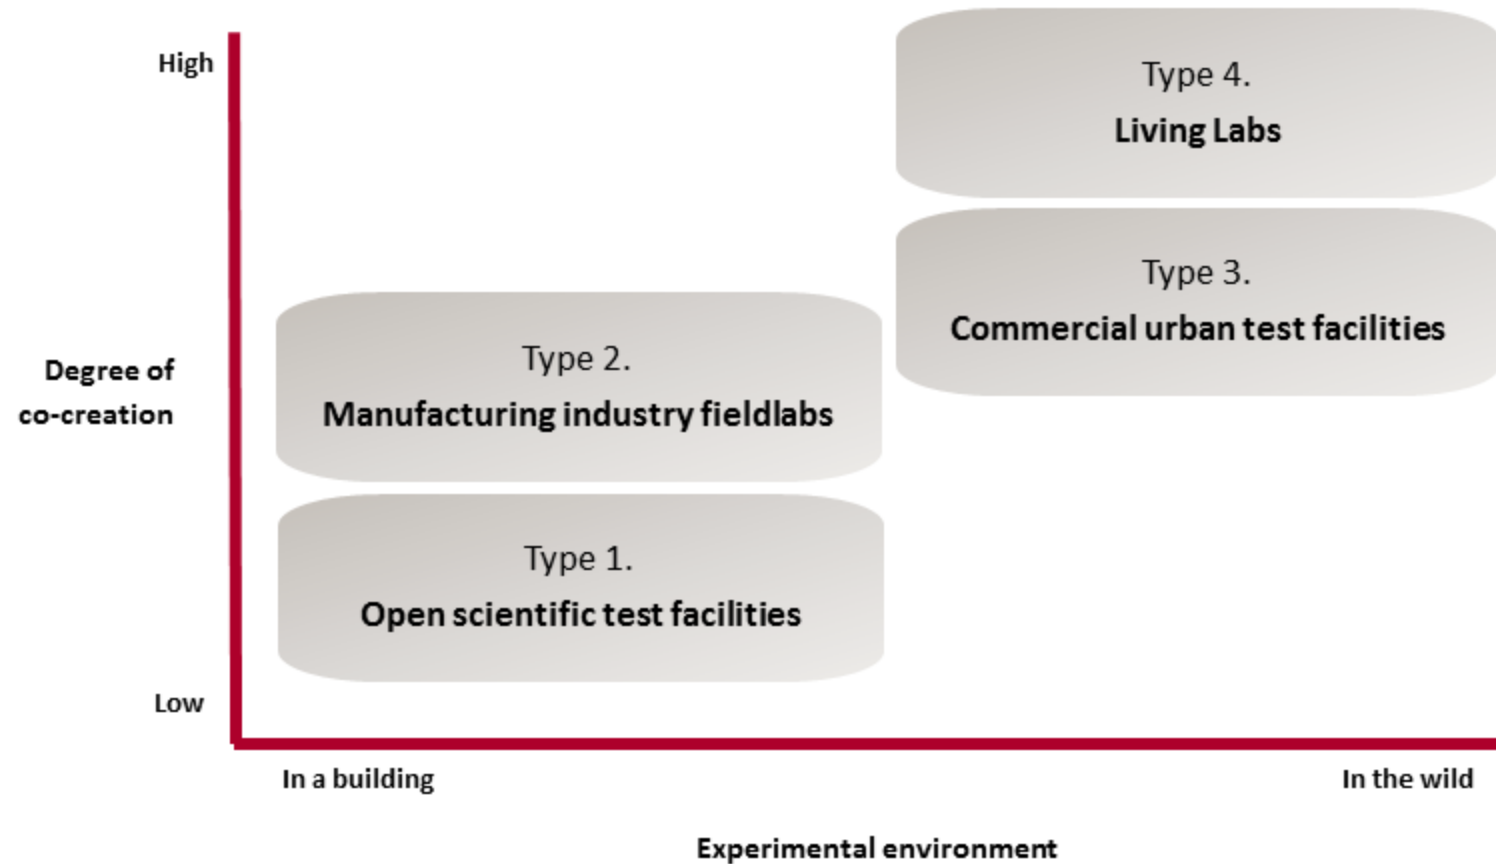 High
Type 4.
Living Labs
Type 3.
Commercial urban test facilities
Degree of
co-creation
Type 2.
Manufacturing industry fieldlabs
Type 1.
Open scientific test facilities
Low
In a building
In the wild
Experimental environment